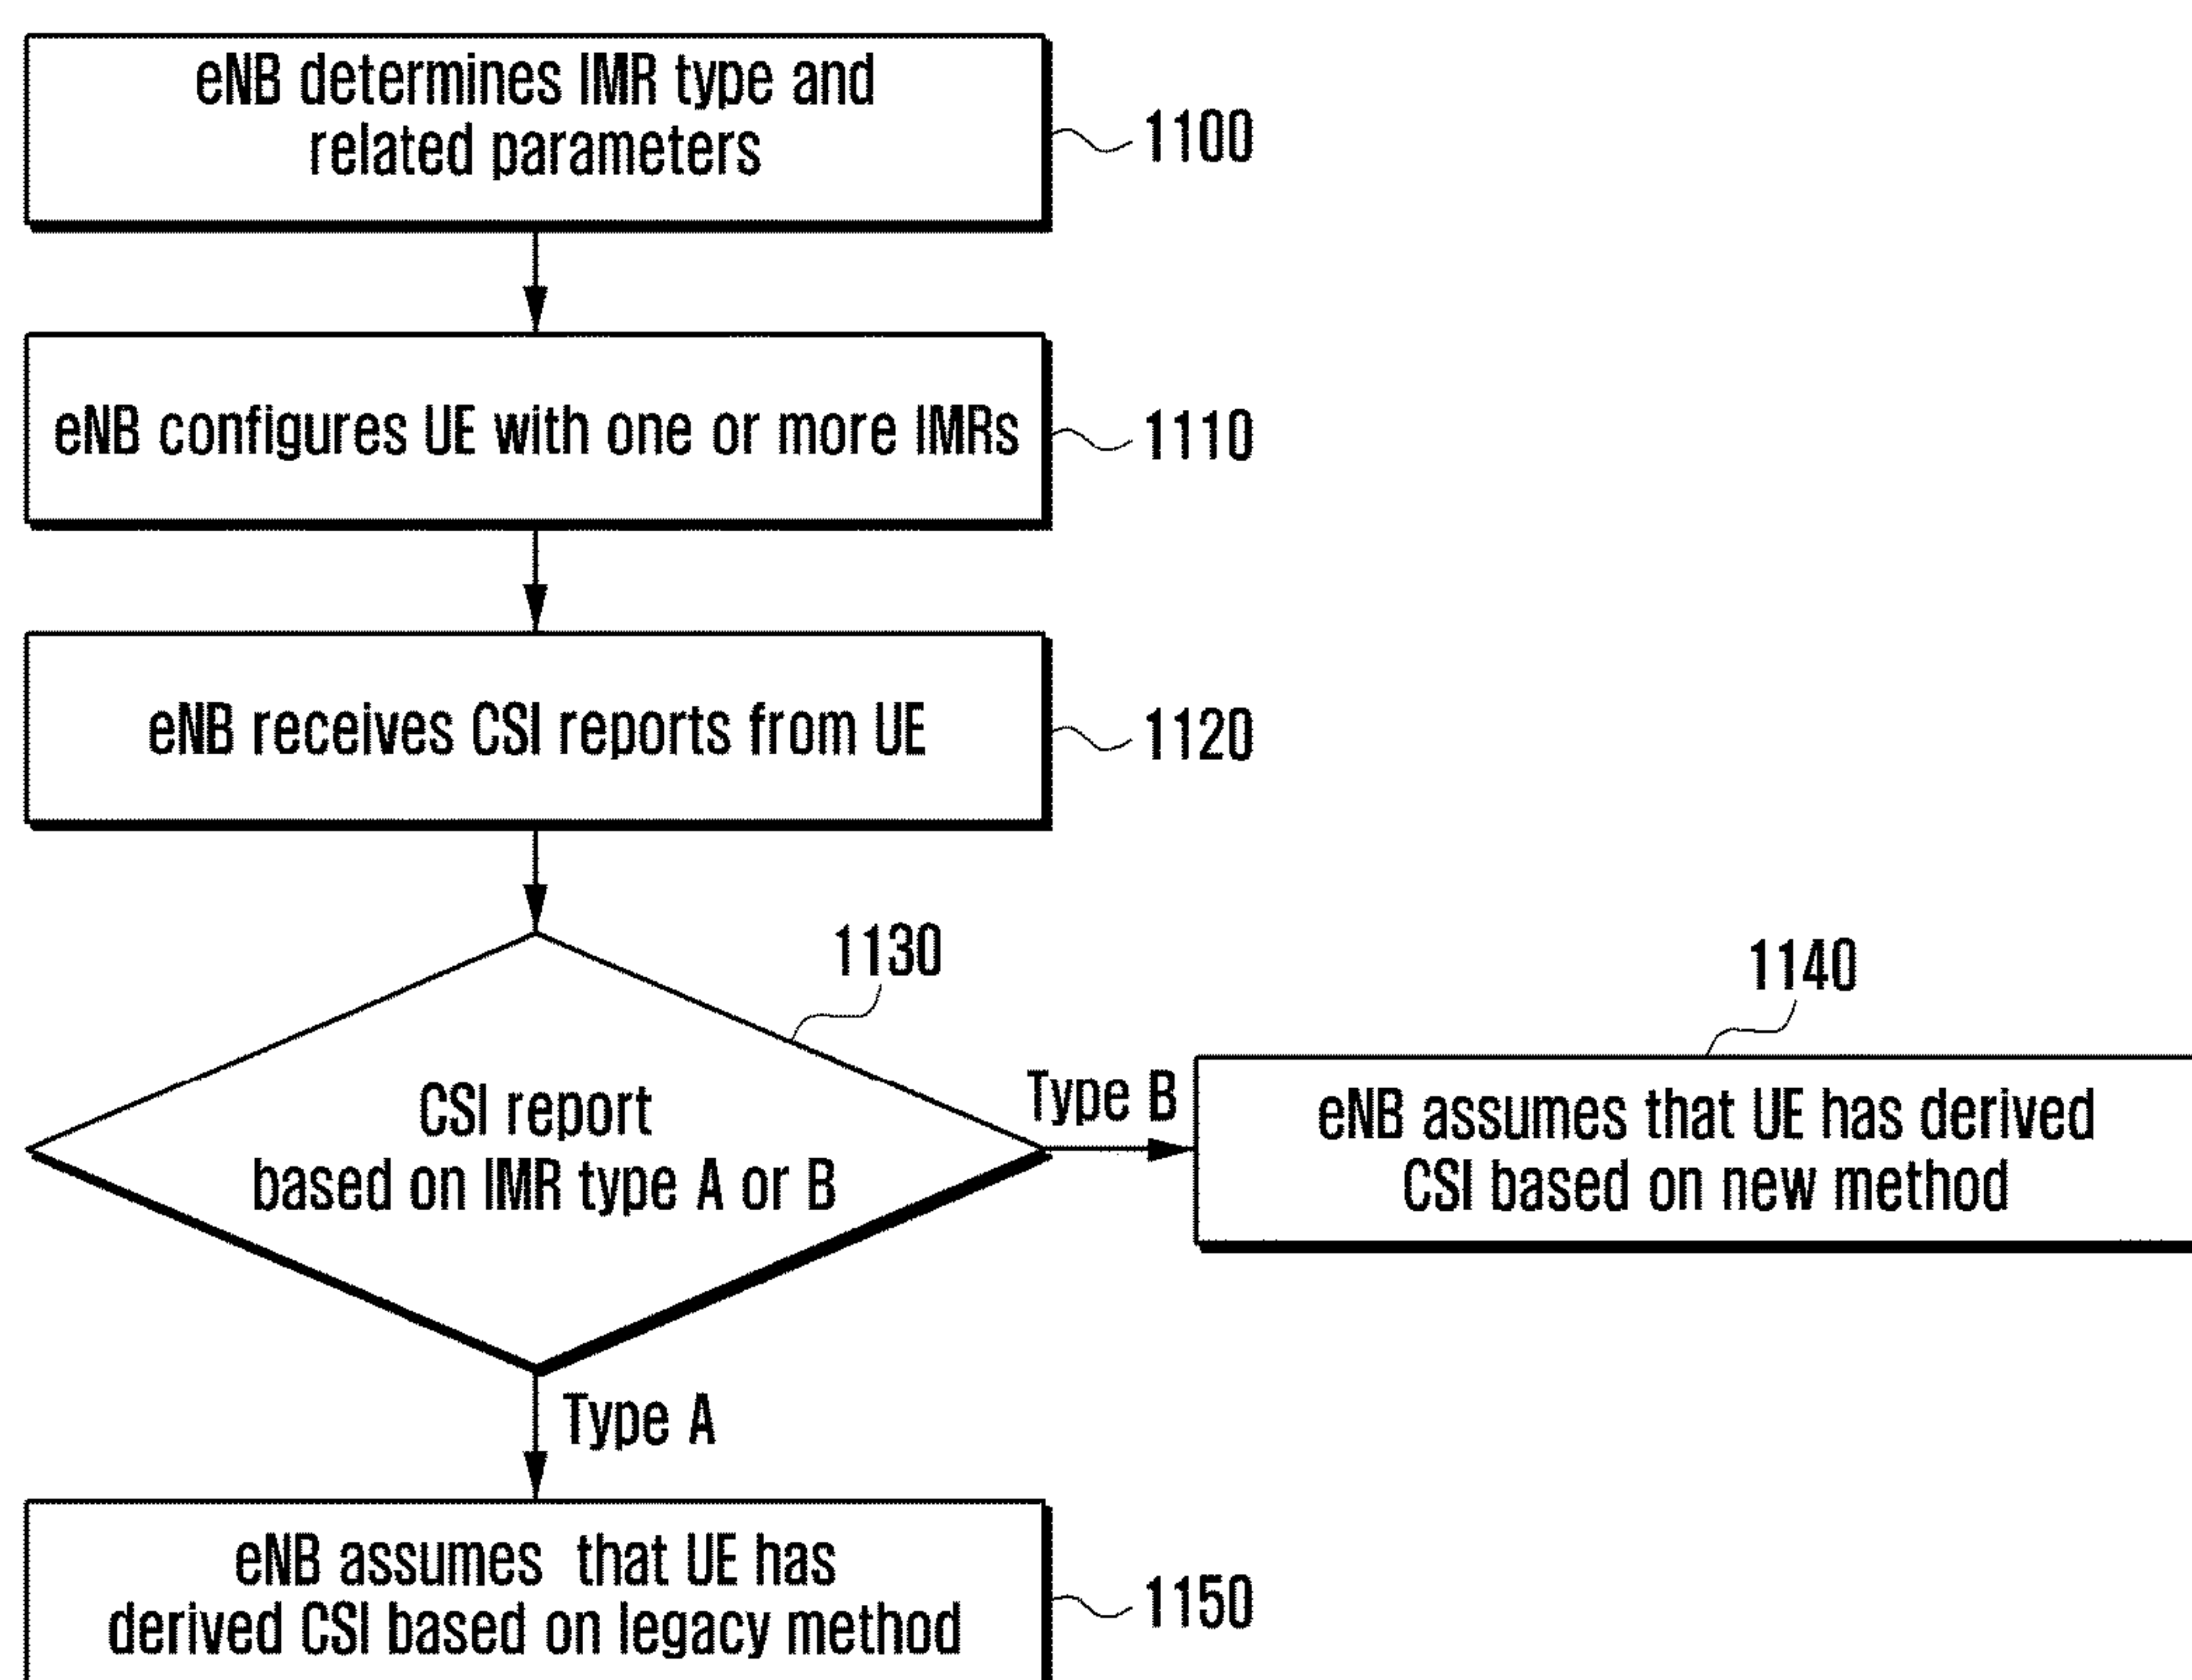 eNB determines IMR type and
related parameters
1100
eNB configures UE with one or more IMRs
1110
eNB receives CSI reports from UE
1120
1130
CSI report
based on IMR type A or B
Type B
1140
eNB assumes that UE has derived
CSI based on new method
Type A
eNB assumes that UE has
derived CSI based on legacy method
1150